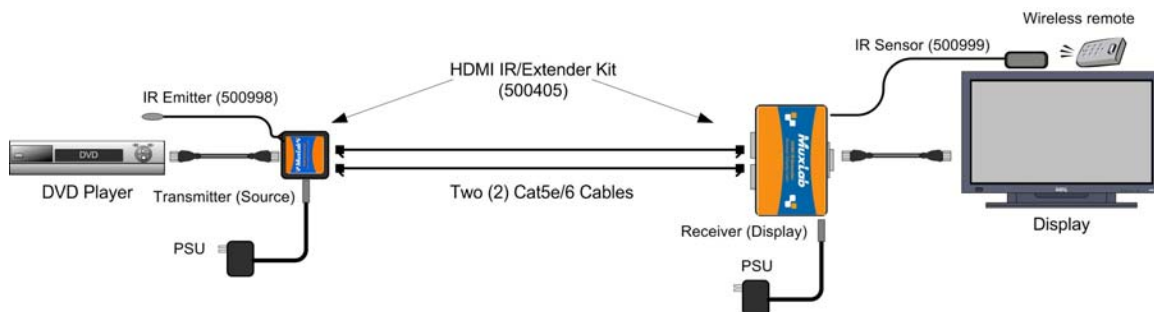 Wireless remote
IR Sensor (500999)
HDMI IR/Extender Kit
(500405)
IR Emitter (500998)
DVD
MuxLab
MuxLab
DVD Player
Transmitter (Source)
Two (2) Cat5e/6 Cables
Receiver (Display)
Display
PSU
PSU